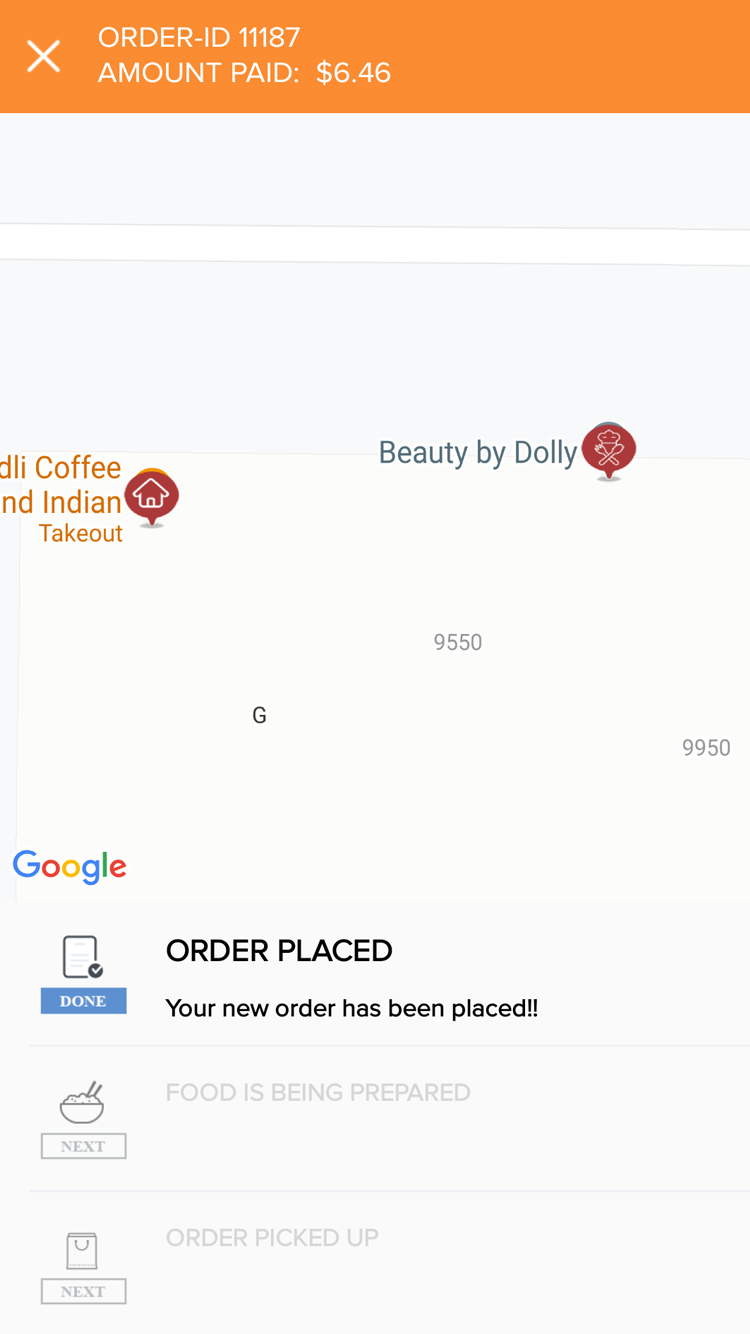 ORDER-ID 11187
AMOUNT PAID: $6.46
Beauty by Dolly
dli Coffee
nd Indian
Takeout
9550
G
9950
Google
ORDER PLACED
DONE
Your new order has been placed!!
FOOD IS BEING PREPARED
NEXT
ORDER PICKED UP
NEXT